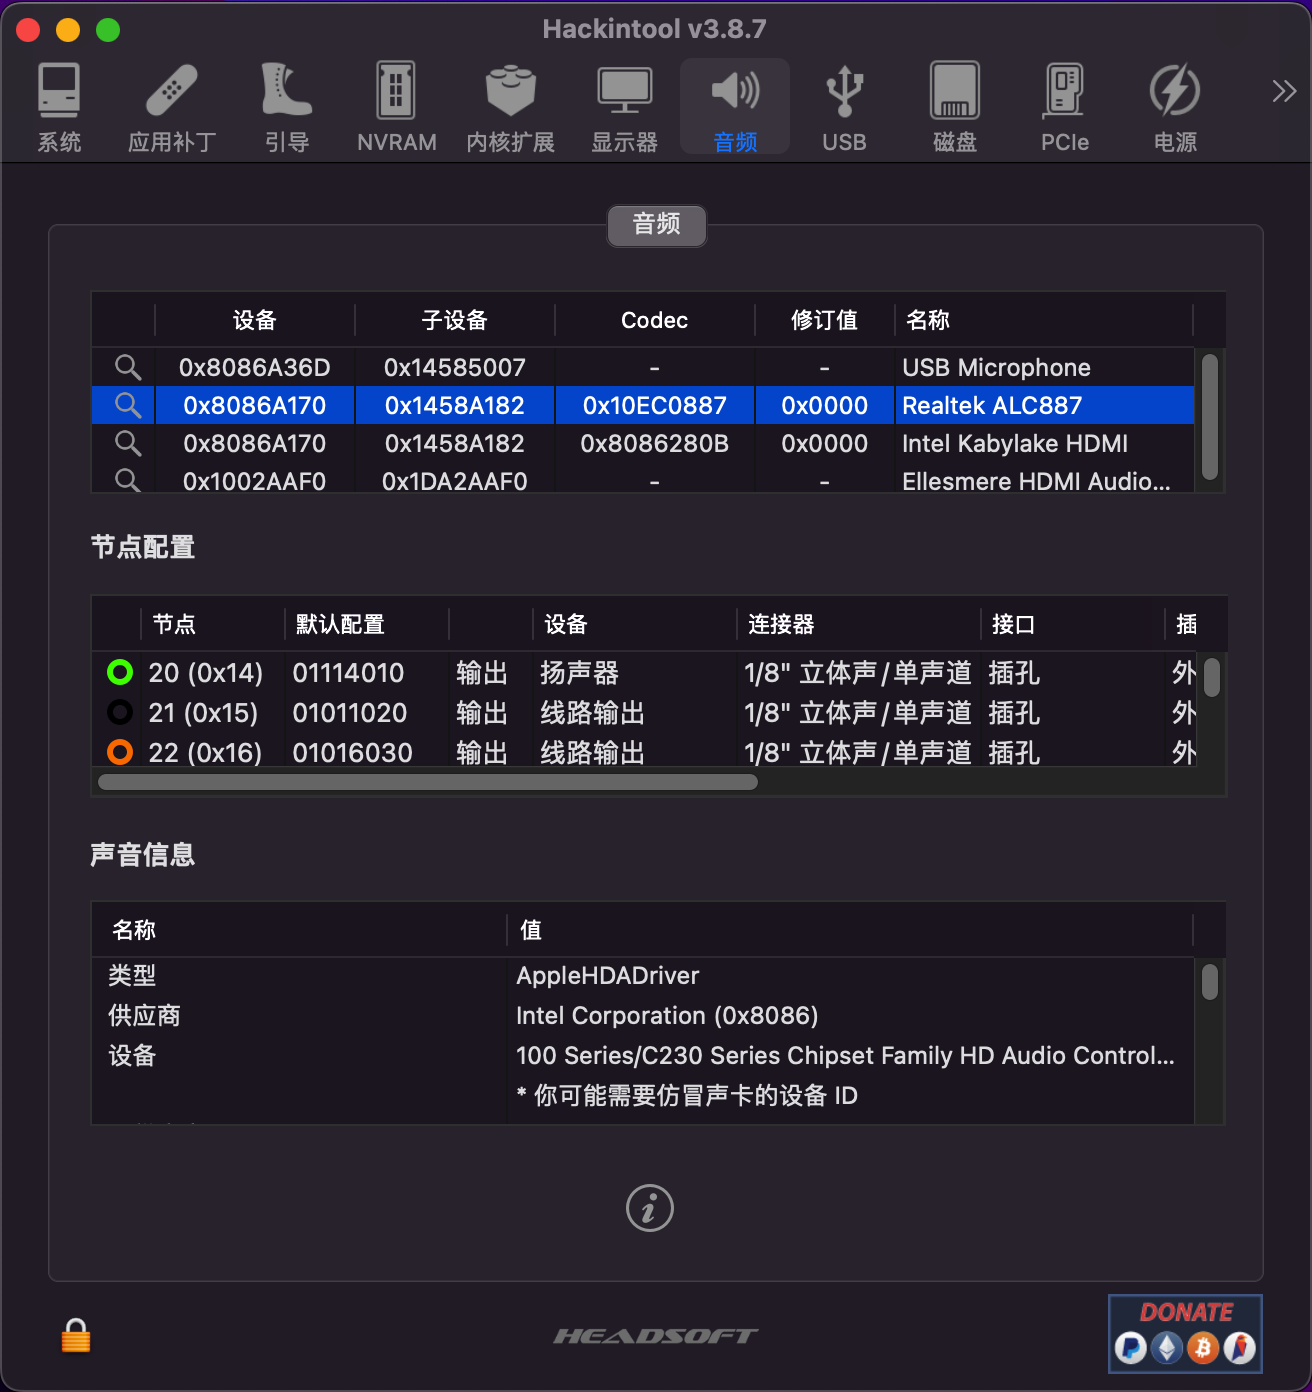 Hackintool v3.8.7
系统 应用补丁 引导 NVRAM 内核扩展 显示器 音频 USB 磁盘 PCIe 电源
音频
设备 子设备 Codec 修订值 名称
0x8086A36D 0x14585007 - - USB Microphone
0x8086A170 0x1458A182 0x10EC0887 0x0000 Realtek ALC887
0x8086A170 0x1458A182 0x8086280B 0x0000 Intel Kabylake HDMI
0x1002AAF0 0x1DA2AAF0 - - Ellesmere HDMI Audio...
节点配置
节点 默认配置 设备 连接器 接口 插
20 (0x14) 01114010 输出 扬声器 1/8" 立体声/单声道 插孔 外
21 (0x15) 01011020 输出 线路输出 1/8" 立体声/单声道 插孔 外
22 (0x16) 01016030 输出 线路输出 1/8" 立体声/单声道 插孔 外
声音信息
名称 值
类型 AppleHDADriver
供应商 Intel Corporation (0x8086)
设备 100 Series/C230 Series Chipset Family HD Audio Control...
* 你可能需要仿冒声卡的设备 ID
HEADSOFT
DONATE